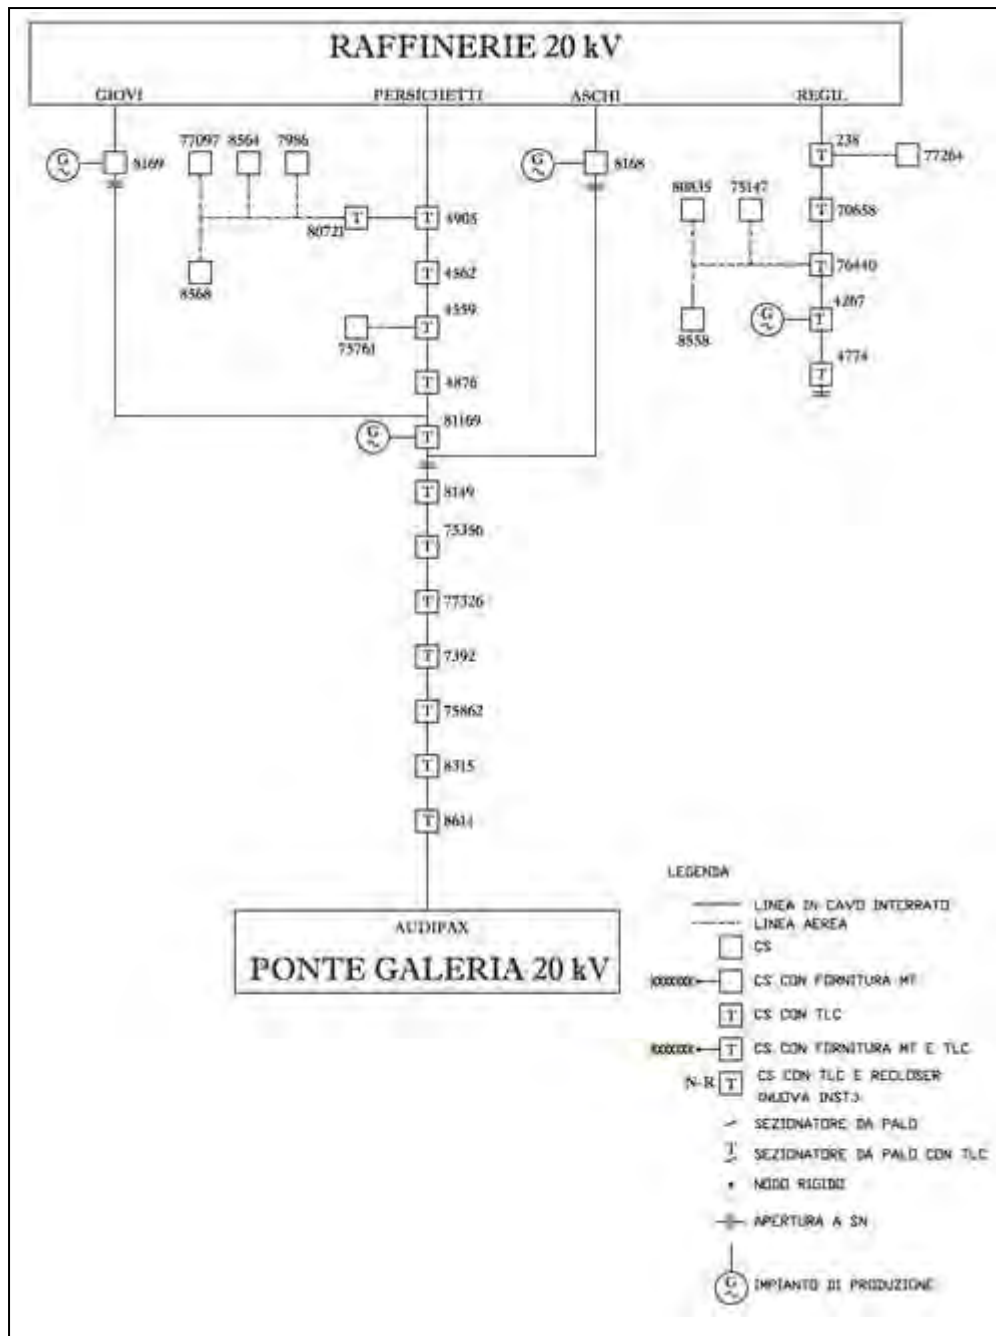 RAFFINERIE 20 kV
GIOVI PERSICHETTI ASCHI REGIL
G 8169
77097 8564 7986
G 8168
T 238
77264
80835 75147
T 80721
T 4905
T 70658
8568
T 4562
T 76440
8558
75761
T 4559
G
T 4267
T 4876
T 4774
G
T 81169
T 8149
T 75386
T 77326
T 7392
T 75862
T 8315
T 8614
AUDIPAX
PONTE GALERIA 20 kV
LEGENDA
LINEA IN CAVO INTERRATO
LINEA AEREA
CS
CS CON FORNITURA MT
T CS CON TLC
T CS CON FORNITURA MT E TLC
N-R T CS CON TLC E RECLOSER
(NUOVA INST.)
SEZIONATORE DA PALO
T SEZIONATORE DA PALO CON TLC
NODO RIGIDO
APERTURA A SN
G IMPIANTO DI PRODUZIONE